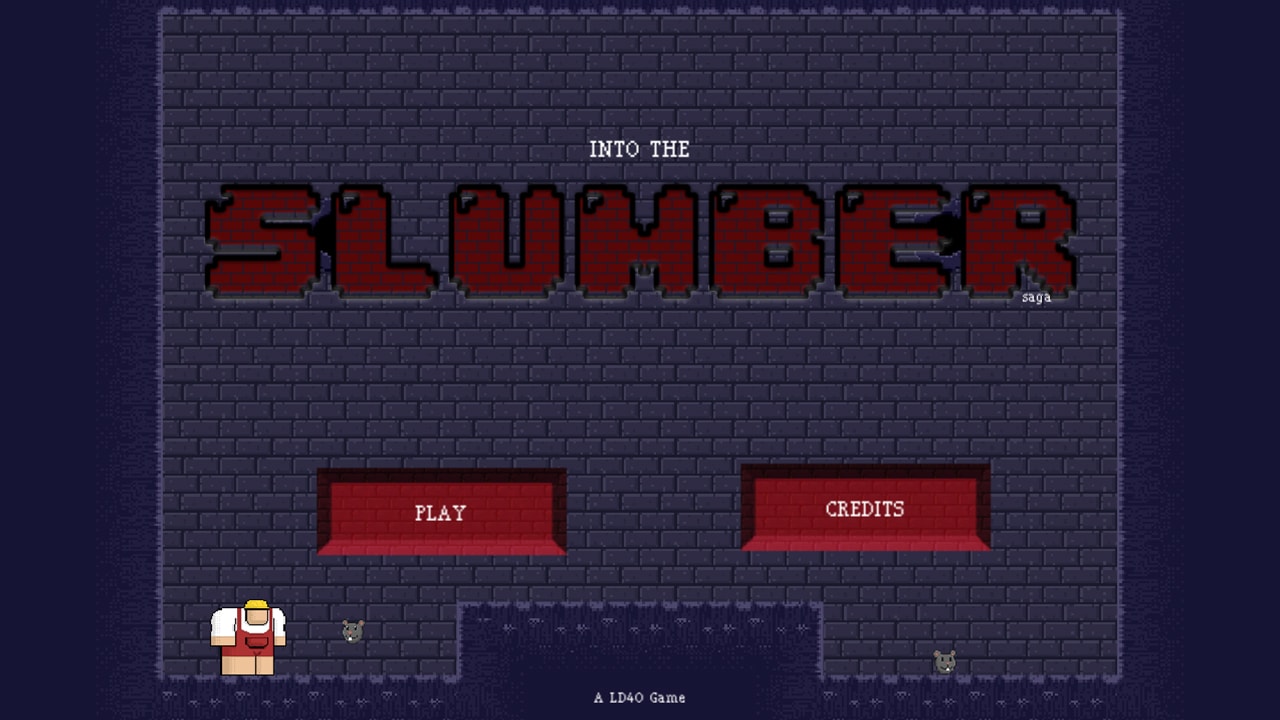 INTO THE
SLUMBER
saga
PLAY
CREDITS
A LD40 Game